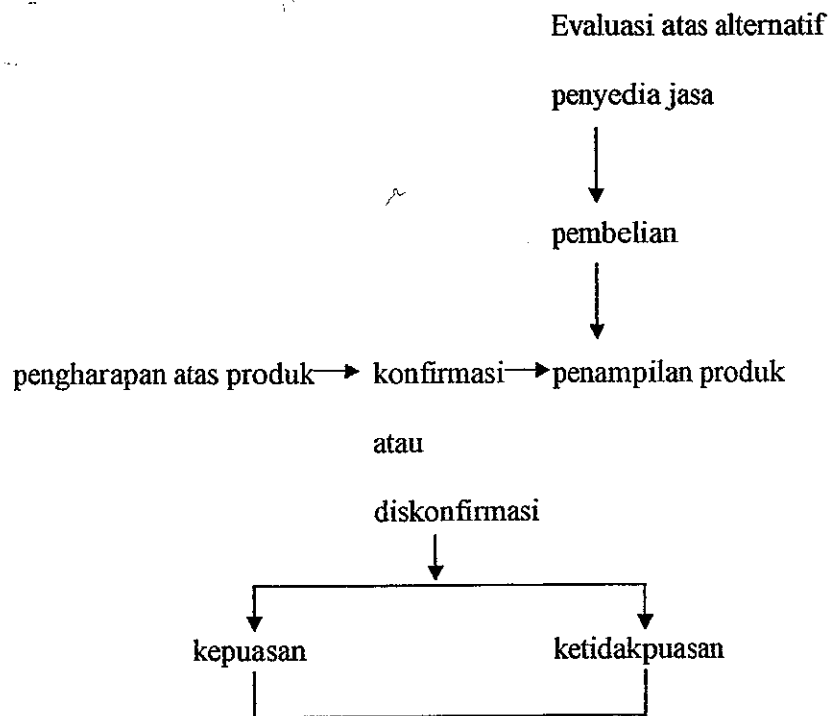 Evaluasi atas alternatif
penyedia jasa
pembelian
pengharapan atas produk konfirmasi penampilan produk
atau
diskonfirmasi
kepuasan ketidakpuasan